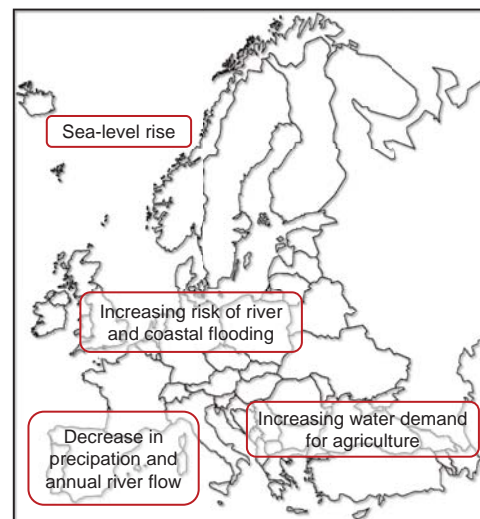 Sea-level rise
Increasing risk of river
and coastal flooding
Increasing water demand
for agriculture
Decrease in
precipation and
annual river flow